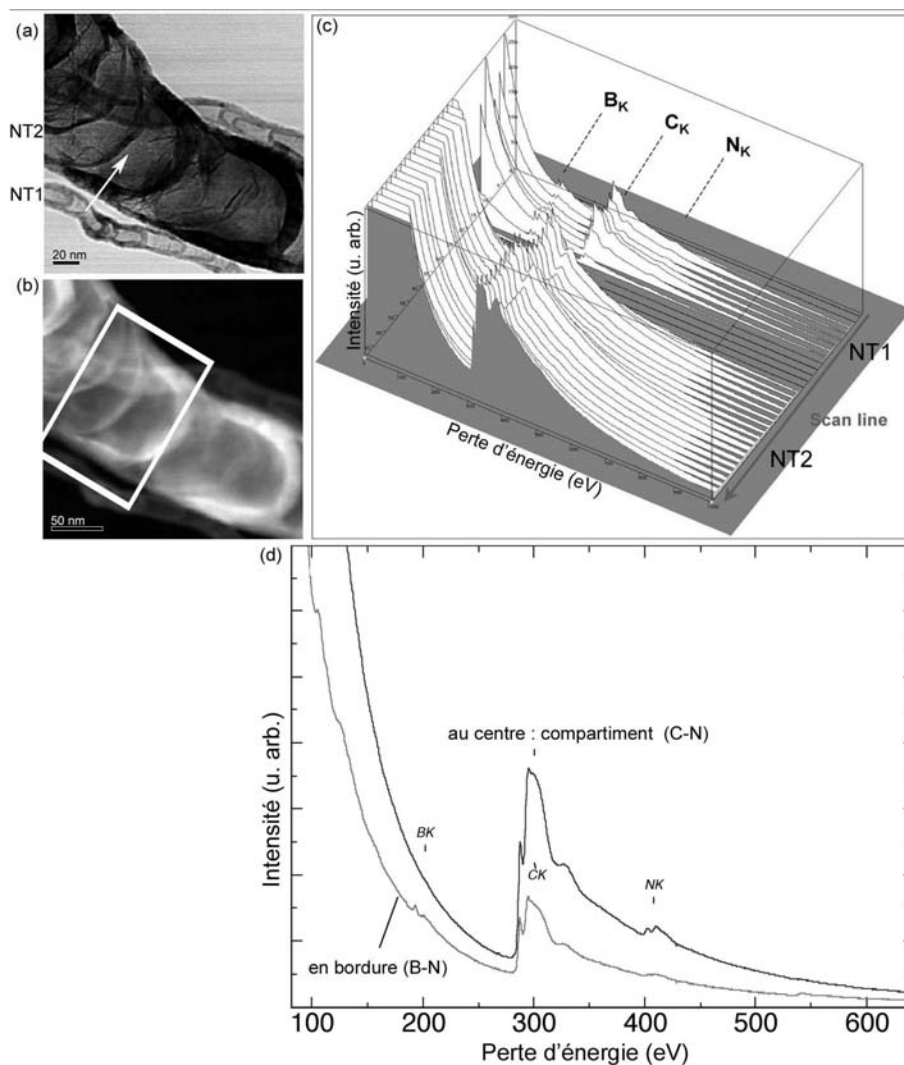 (a)
NT2
NT1
20 nm
(b)
50 nm
(c)
B_K
C_K
N_K
Intensité (u. arb.)
Perte d'énergie (eV)
NT1
Scan line
NT2
(d)
Intensité (u. arb.)
au centre : compartiment (C-N)
BK
CK
NK
en bordure (B-N)
100 200 300 400 500 600
Perte d'énergie (eV)